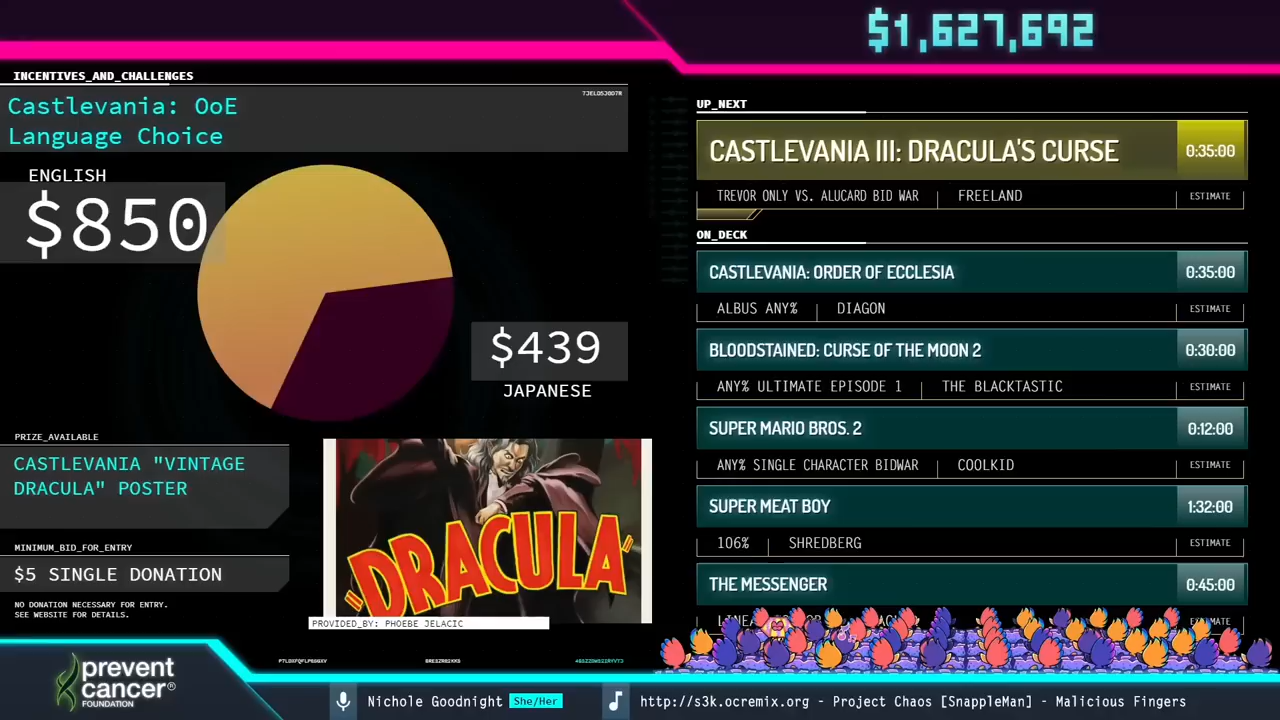 $1,627,692
INCENTIVES_AND_CHALLENGES
Castlevania: OoE
Language Choice
ENGLISH
$850
$439
JAPANESE
PRIZE_AVAILABLE
CASTLEVANIA "VINTAGE
DRACULA" POSTER
MINIMUM_BID_FOR_ENTRY
$5 SINGLE DONATION
NO DONATION NECESSARY FOR ENTRY.
SEE WEBSITE FOR DETAILS.
"DRACULA"
PROVIDED_BY: PHOEBE JELACIC
UP_NEXT
CASTLEVANIA III: DRACULA'S CURSE 0:35:00
TREVOR ONLY VS. ALUCARD BID WAR FREELAND ESTIMATE
ON_DECK
CASTLEVANIA: ORDER OF ECCLESIA 0:35:00
ALBUS ANY% DIAGON ESTIMATE
BLOODSTAINED: CURSE OF THE MOON 2 0:30:00
ANY% ULTIMATE EPISODE 1 THE BLACKTASTIC ESTIMATE
SUPER MARIO BROS. 2 0:12:00
ANY% SINGLE CHARACTER BIDWAR COOLKID ESTIMATE
SUPER MEAT BOY 1:32:00
106% SHREDBERG ESTIMATE
THE MESSENGER 0:45:00
prevent
cancer®
FOUNDATION
Nichole Goodnight She/Her
http://s3k.ocremix.org - Project Chaos [SnappleMan] - Malicious Fingers